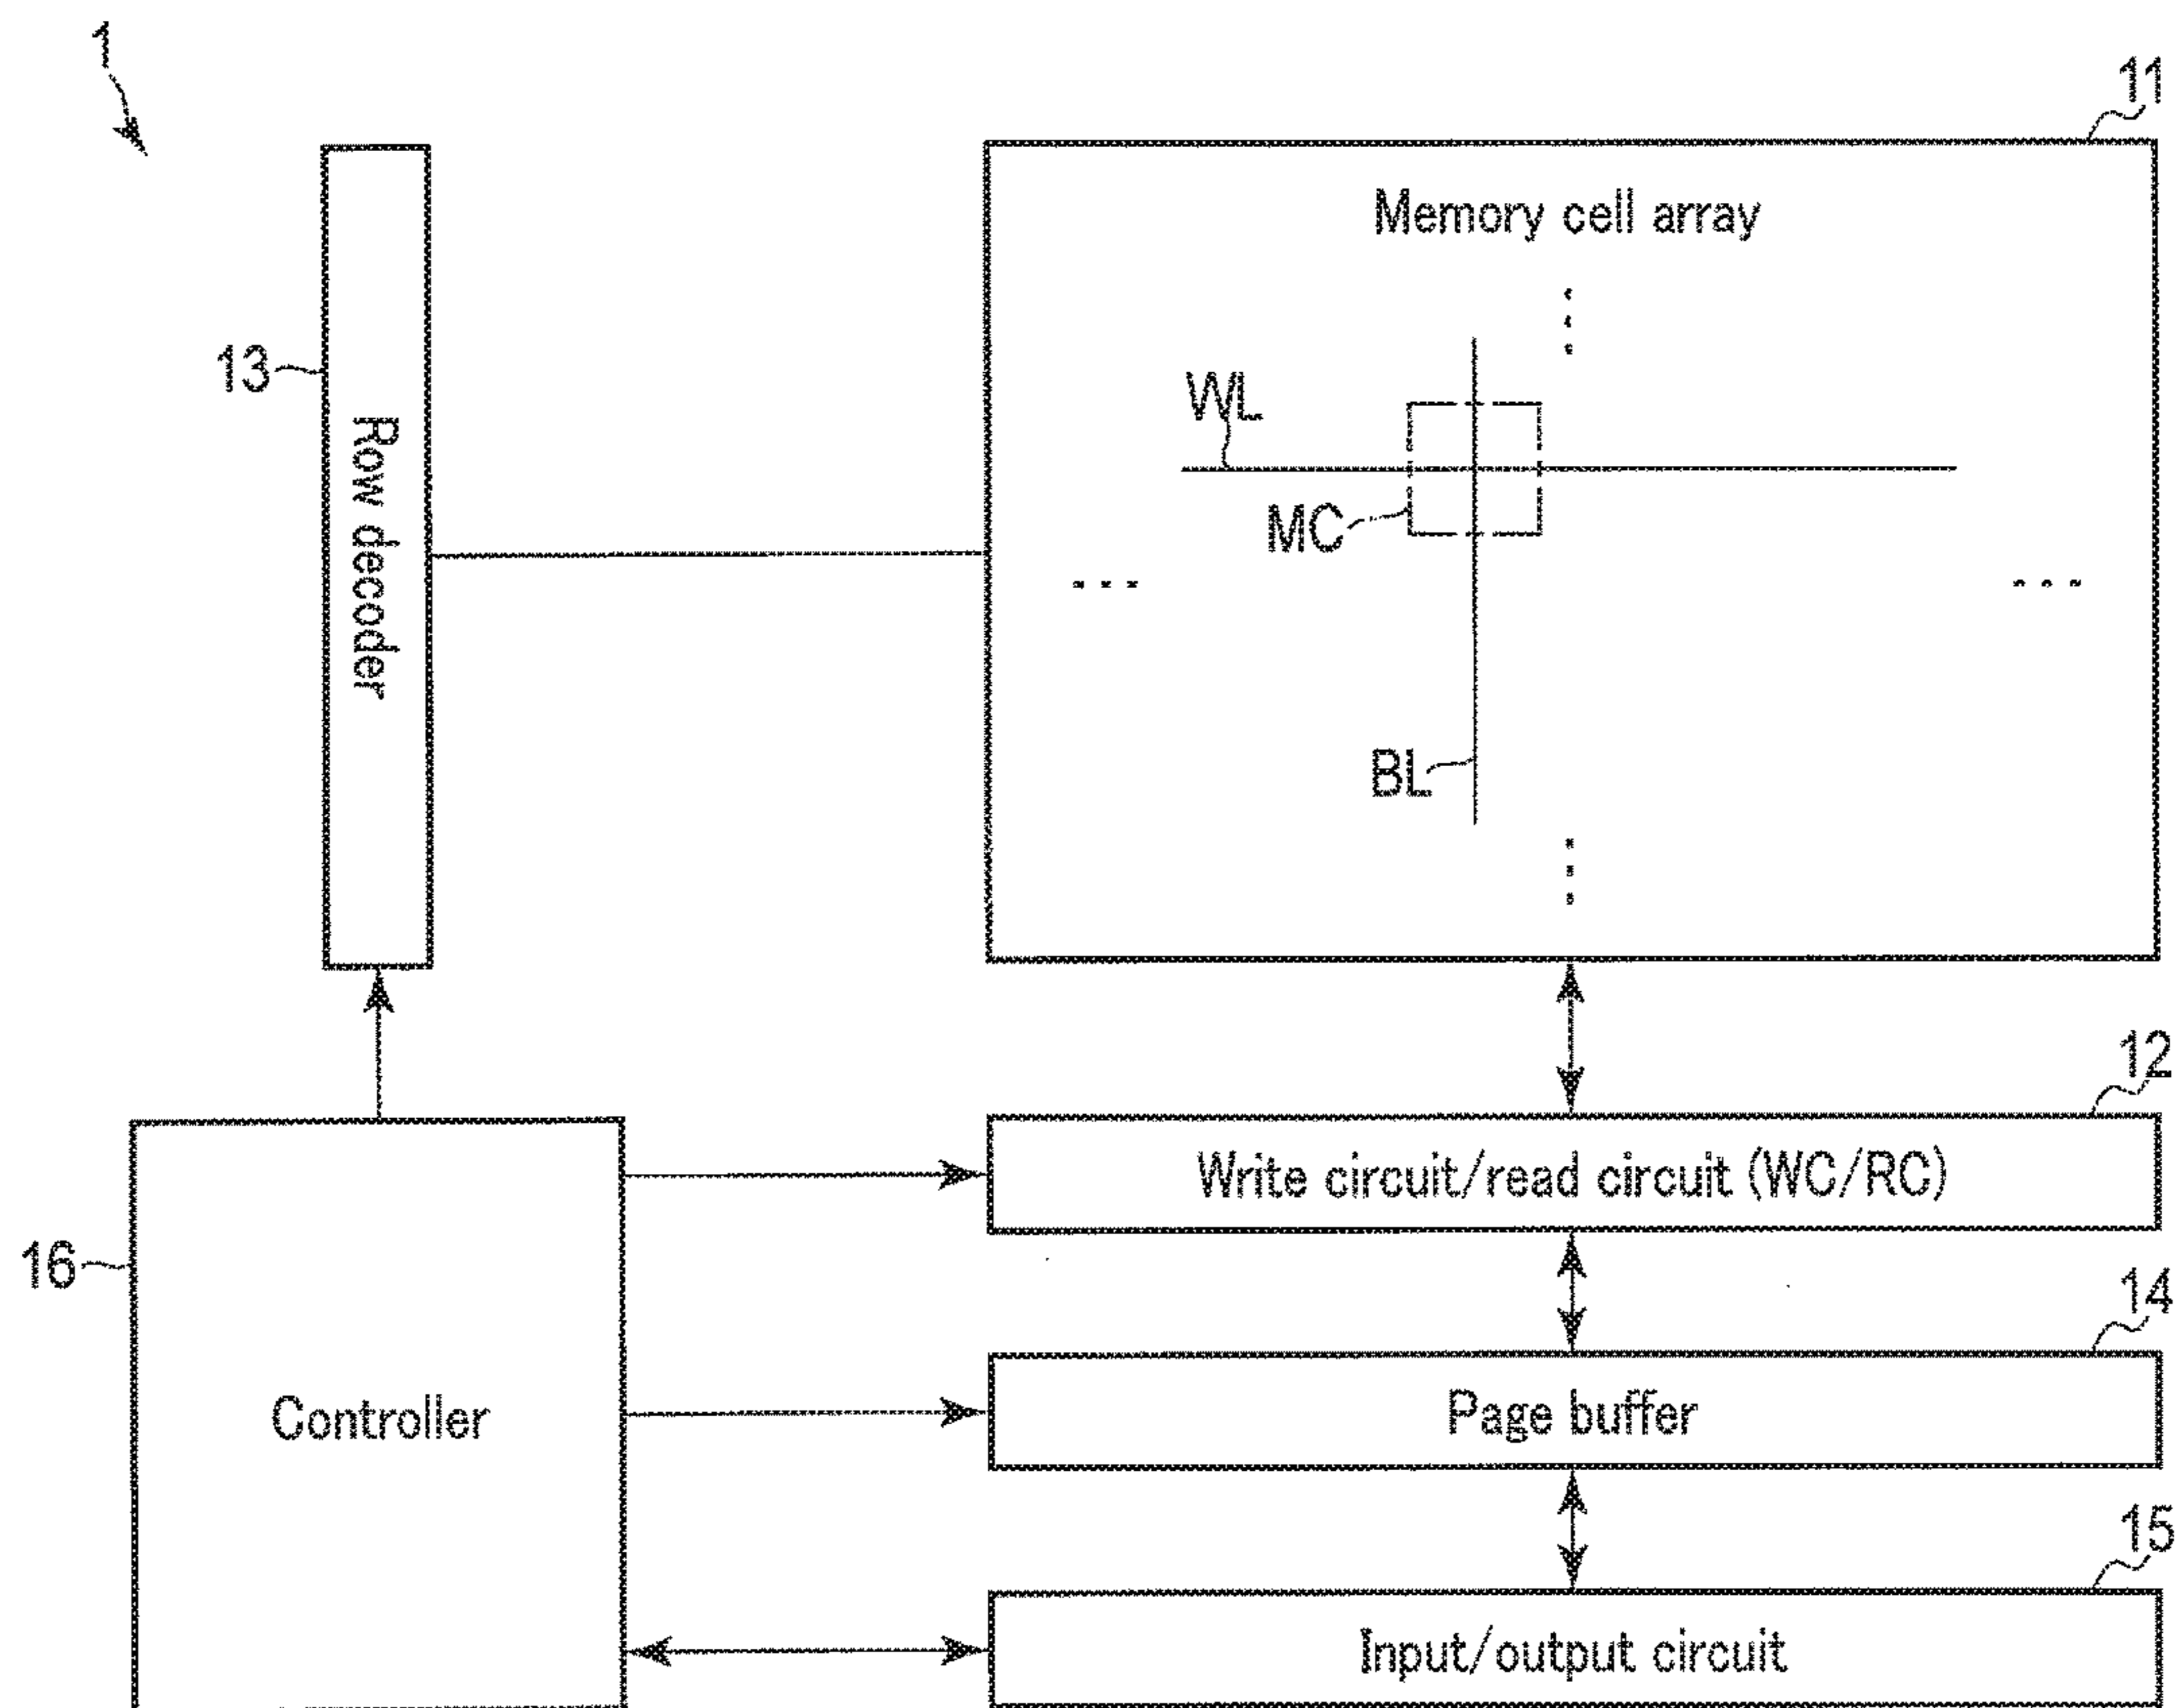 1
11
Memory cell array
13
WL
Row decoder
MC
BL
12
Write circuit/read circuit (WC/RC)
16
14
Controller
Page buffer
15
Input/output circuit